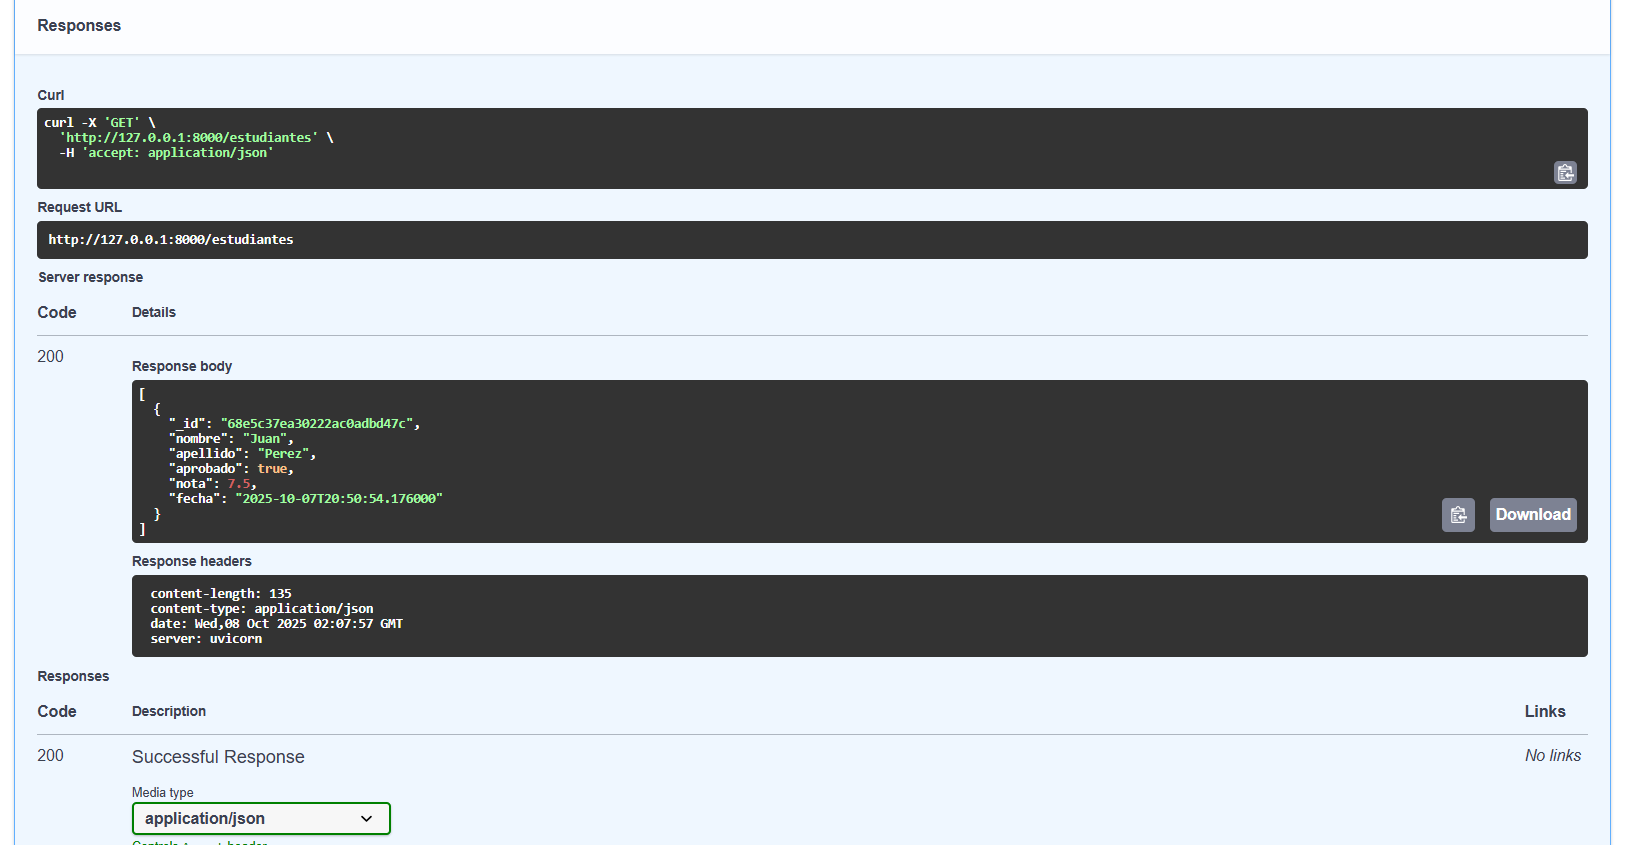 Responses
Curl
curl -X 'GET' \
  'http://127.0.0.1:8000/estudiantes' \
  -H 'accept: application/json'
Request URL
http://127.0.0.1:8000/estudiantes
Server response
Code Details
200
Response body
[
  {
    "_id": "68e5c37ea30222ac0adbd47c",
    "nombre": "Juan",
    "apellido": "Perez",
    "aprobado": true,
    "nota": 7.5,
    "fecha": "2025-10-07T20:50:54.176000"
  }
]
Download
Response headers
content-length: 135
content-type: application/json
date: Wed,08 Oct 2025 02:07:57 GMT
server: uvicorn
Responses
Code Description Links
200 Successful Response No links
Media type
application/json